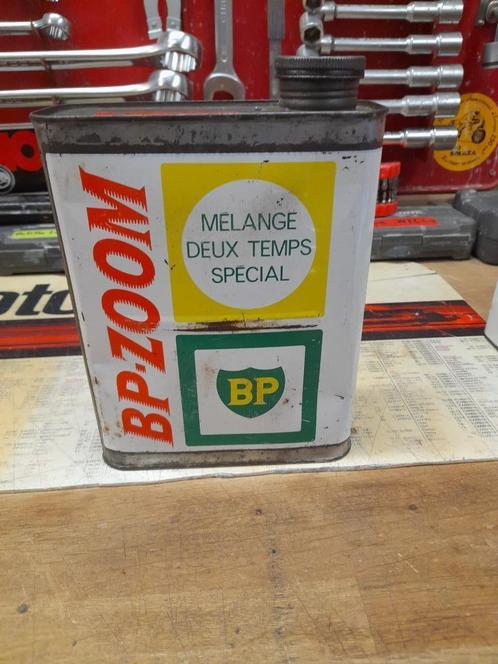 BP-ZOOM
MELANGE
DEUX TEMPS
SPECIAL
BP